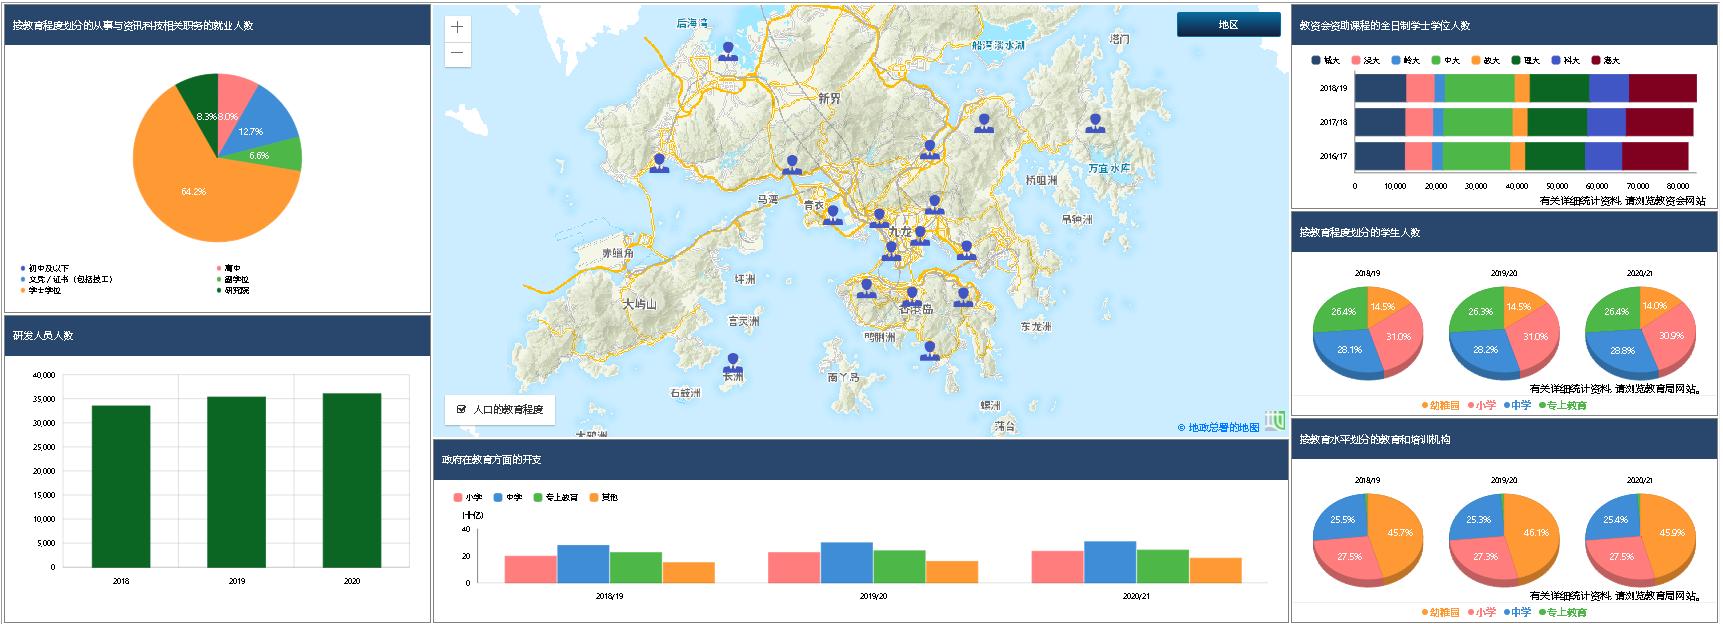 按教育程度划分的从事与资讯科技相关职务的就业人数
8.3%
8.0%
12.7%
6.6%
64.2%
初中及以下
高中
文凭／证书（包括技工）
副学位
学士学位
研究院
研发人员人数
40,000
35,000
30,000
25,000
20,000
15,000
10,000
5,000
0
2018
2019
2020
+
−
地区
后海湾
船湾淡水湖
塔门
新界
万宜水库
桥咀洲
马湾
青衣
吊钟洲
九龙
赤鱲角
坪洲
大屿山
喜灵洲
香港岛
鸭脷洲
东龙洲
长洲
石鼓洲
南丫岛
螺洲
蒲台
大鸦洲
人口的教育程度
© 地政总署的地图
政府在教育方面的开支
小学
中学
专上教育
其他
(十亿)
40
20
0
2018/19
2019/20
2020/21
教资会资助课程的全日制学士学位人数
城大
浸大
岭大
中大
教大
理大
科大
港大
2018/19
2017/18
2016/17
0
10,000
20,000
30,000
40,000
50,000
60,000
70,000
80,000
有关详细统计资料, 请浏览教资会网站
按教育程度划分的学生人数
2018/19
2019/20
2020/21
26.4%
14.5%
31.0%
28.1%
26.3%
14.5%
31.0%
28.2%
26.4%
14.0%
30.9%
28.8%
有关详细统计资料, 请浏览教育局网站。
幼稚园
小学
中学
专上教育
按教育水平划分的教育和培训机构
2018/19
2019/20
2020/21
25.5%
45.7%
27.5%
25.3%
46.1%
27.3%
25.4%
45.9%
27.5%
有关详细统计资料, 请浏览教育局网站。
幼稚园
小学
中学
专上教育